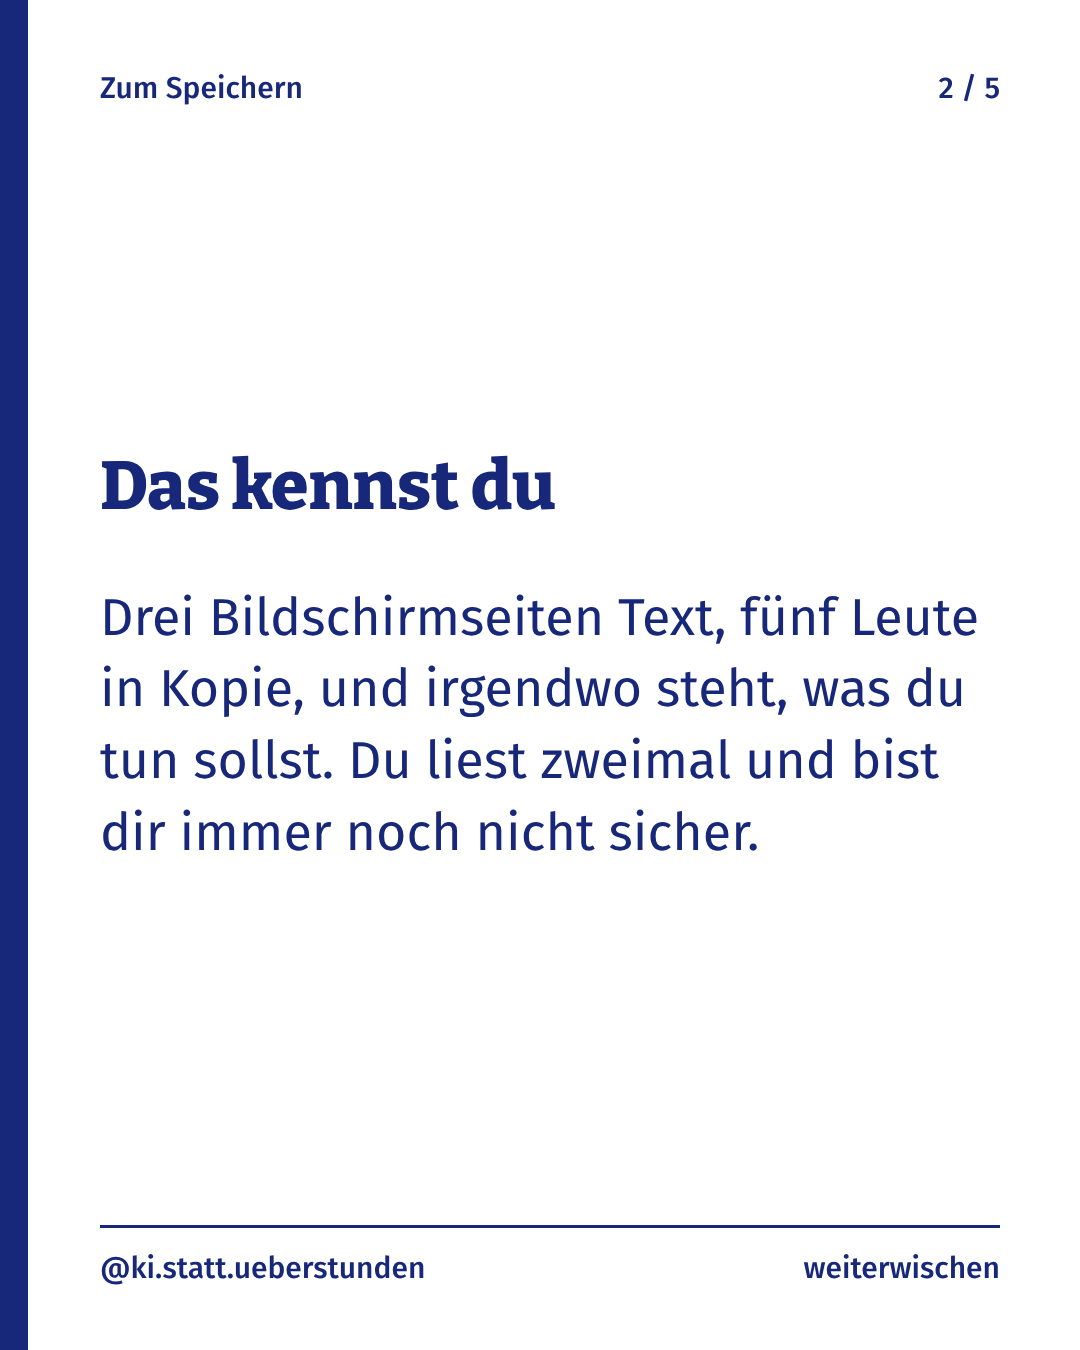 Zum Speichern
2 / 5
Das kennst du
Drei Bildschirmseiten Text, fünf Leute
in Kopie, und irgendwo steht, was du
tun sollst. Du liest zweimal und bist
dir immer noch nicht sicher.
@ki.statt.ueberstunden
weiterwischen